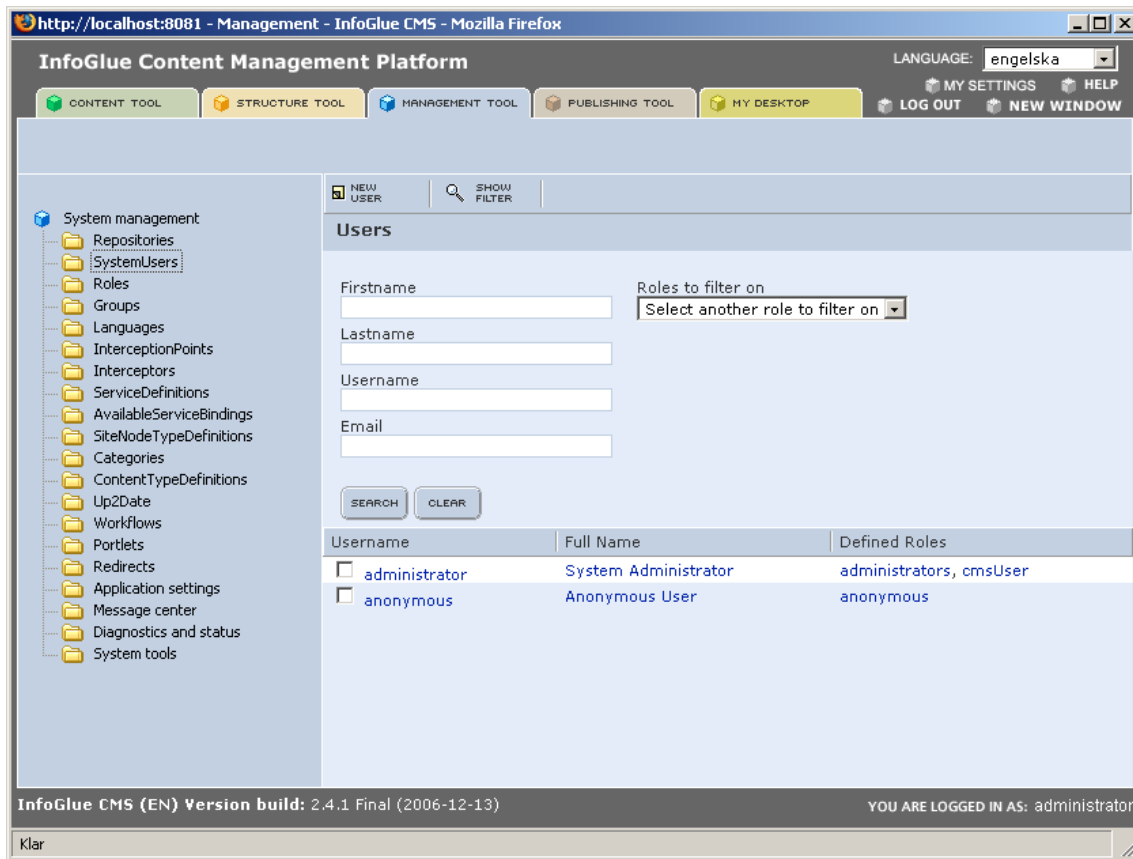 http://localhost:8081 - Management - InfoGlue CMS - Mozilla Firefox
InfoGlue Content Management Platform
LANGUAGE: engelska
MY SETTINGS HELP
LOG OUT NEW WINDOW
CONTENT TOOL STRUCTURE TOOL MANAGEMENT TOOL PUBLISHING TOOL MY DESKTOP
System management
Repositories
SystemUsers
Roles
Groups
Languages
InterceptionPoints
Interceptors
ServiceDefinitions
AvailableServiceBindings
SiteNodeTypeDefinitions
Categories
ContentTypeDefinitions
Up2Date
Workflows
Portlets
Redirects
Application settings
Message center
Diagnostics and status
System tools
NEW USER SHOW FILTER
Users
Firstname Roles to filter on
Select another role to filter on
Lastname
Username
Email
SEARCH CLEAR
Username Full Name Defined Roles
administrator System Administrator administrators, cmsUser
anonymous Anonymous User anonymous
InfoGlue CMS (EN) Version build: 2.4.1 Final (2006-12-13) YOU ARE LOGGED IN AS: administrator
Klar